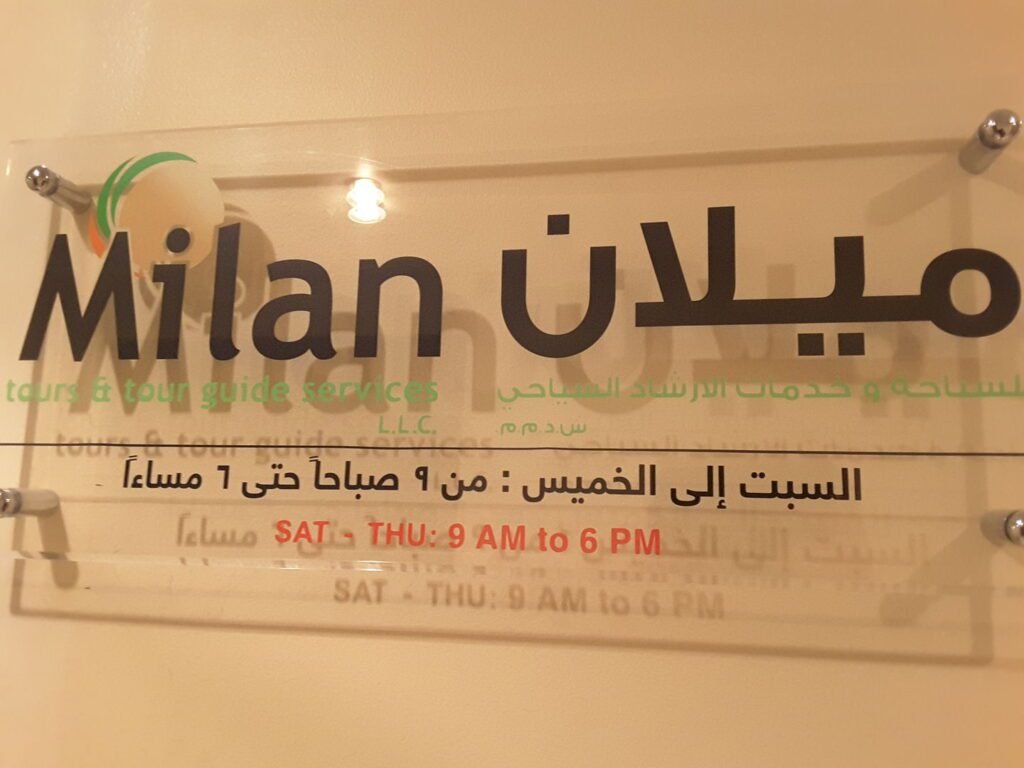 Milan ميلان
tours & tour guide services للسياحة و خدمات الارشاد السياحي
L.L.C. س.ذ.م.م
السبت إلى الخميس : من ٩ صباحاً حتى ٦ مساءاً
SAT - THU: 9 AM to 6 PM